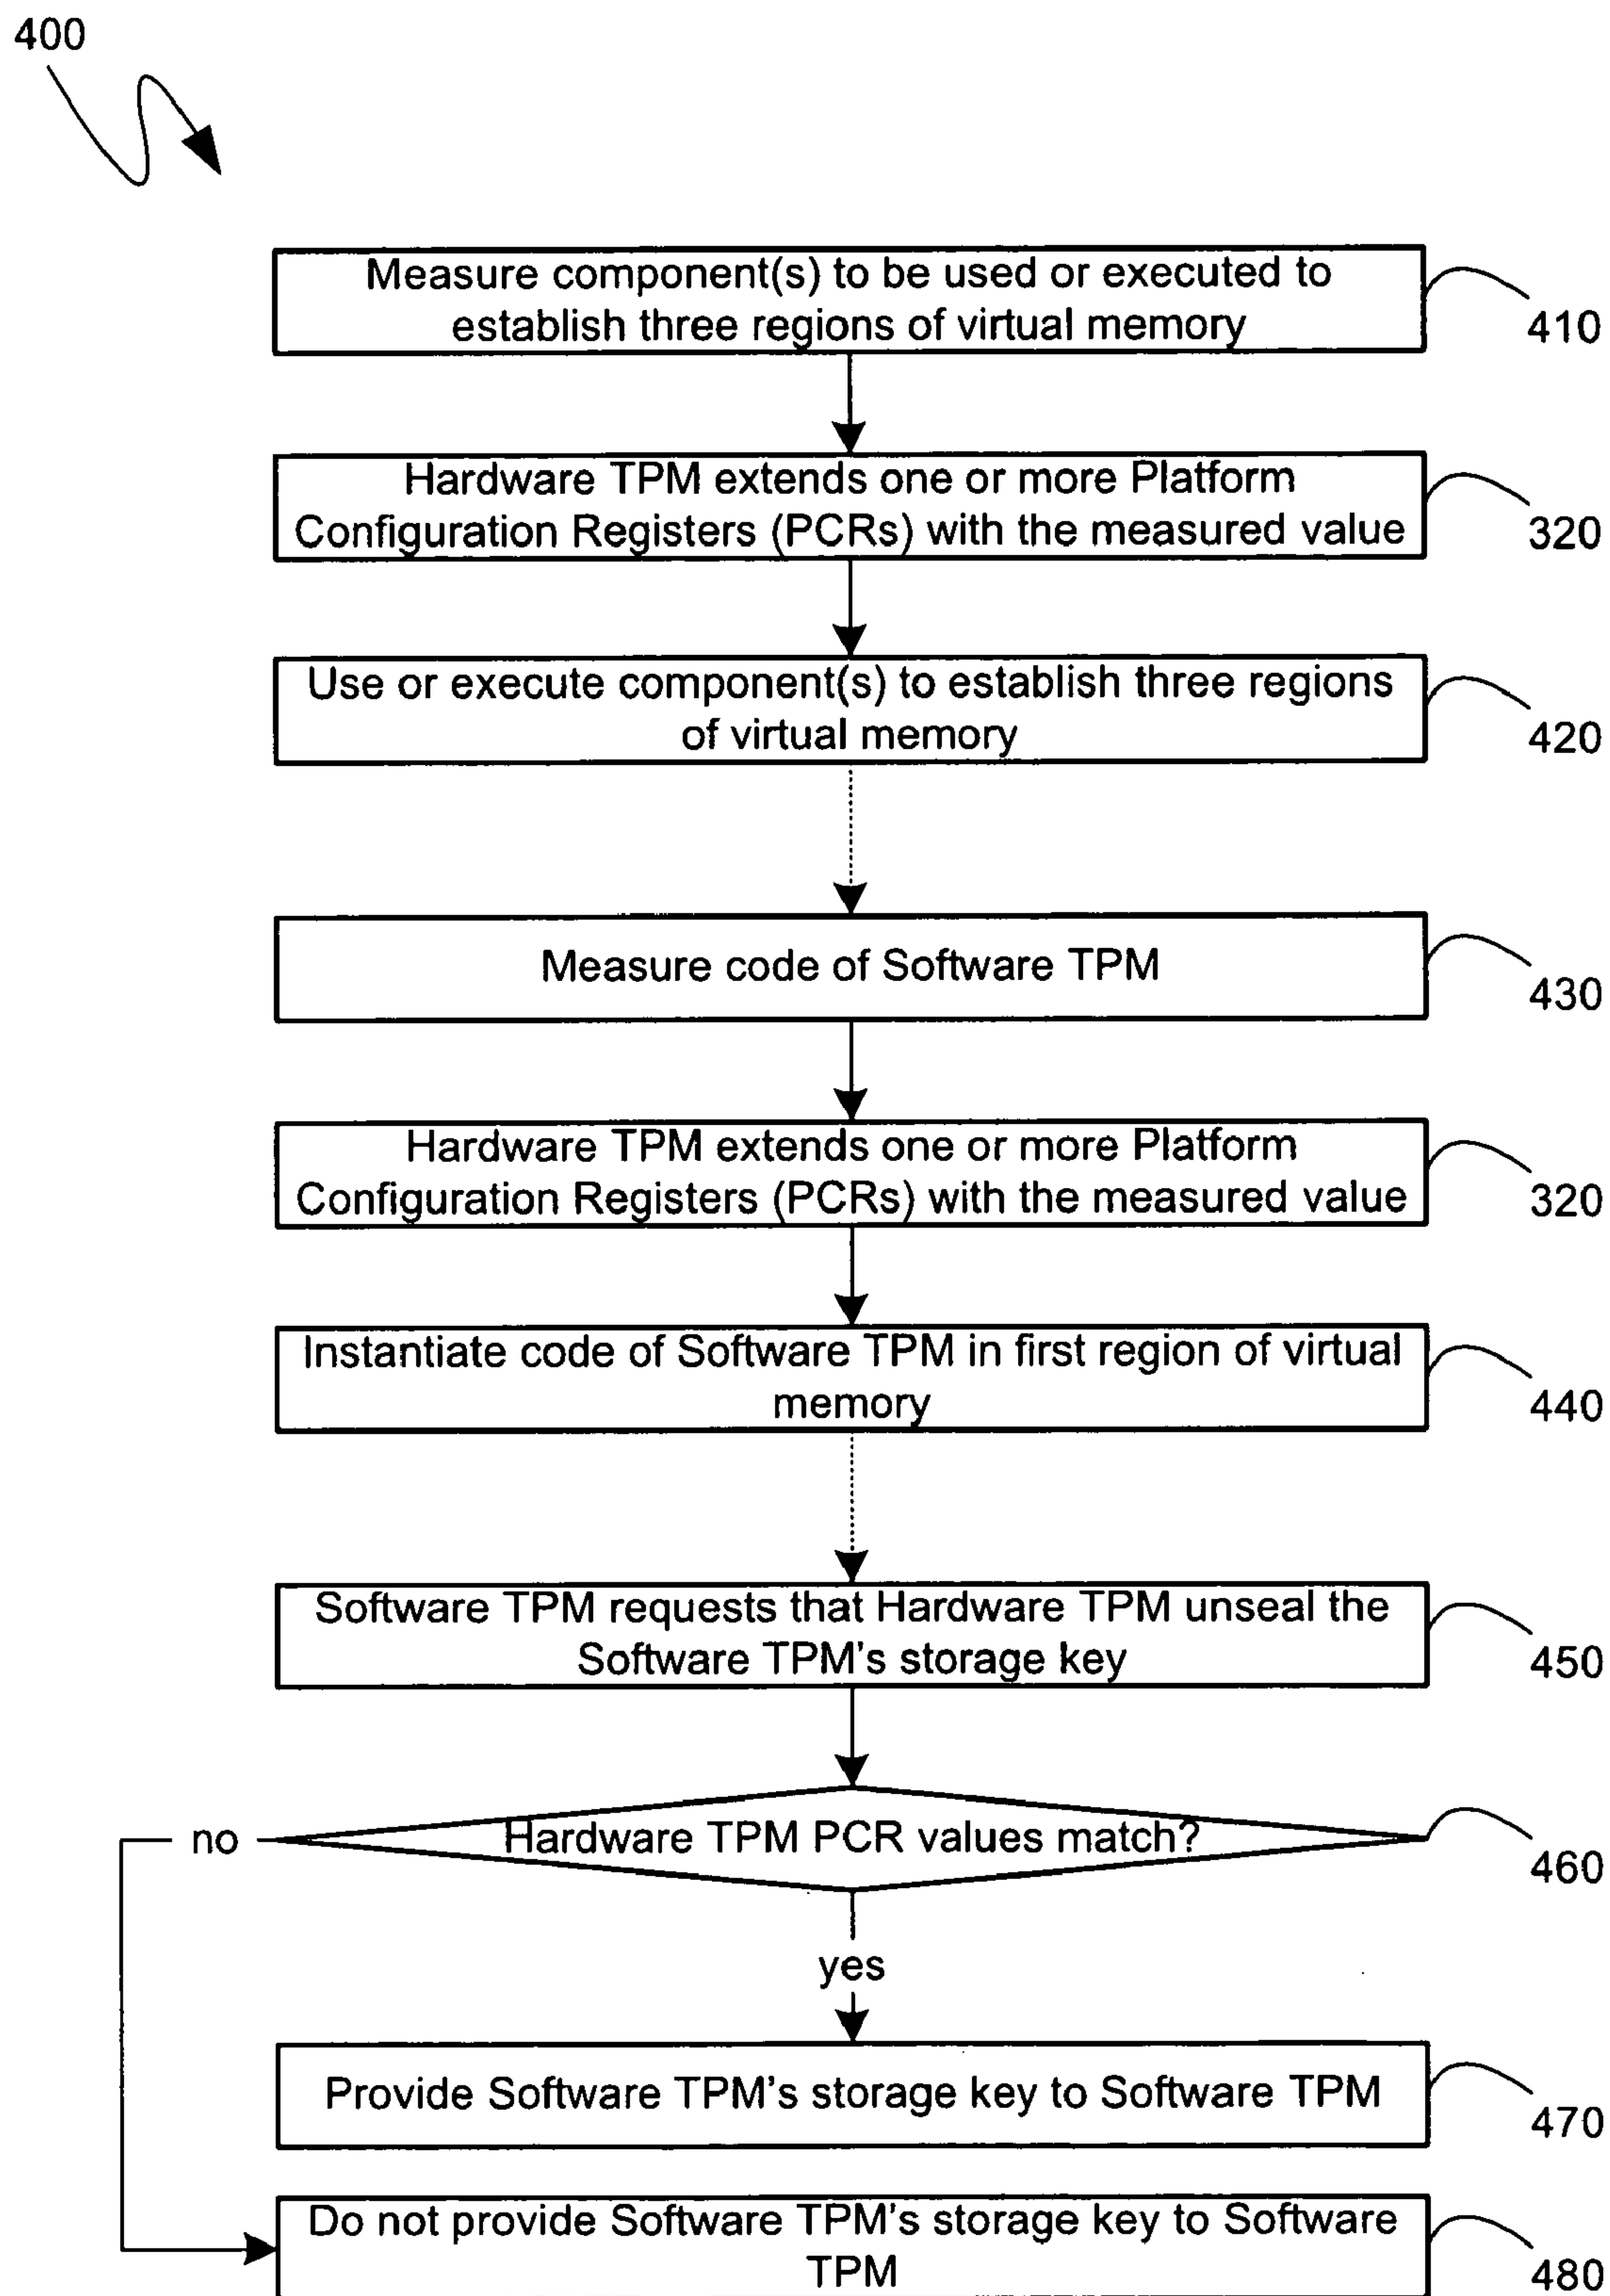 400
Measure component(s) to be used or executed to
establish three regions of virtual memory
410
Hardware TPM extends one or more Platform
Configuration Registers (PCRs) with the measured value
320
Use or execute component(s) to establish three regions
of virtual memory
420
Measure code of Software TPM
430
Hardware TPM extends one or more Platform
Configuration Registers (PCRs) with the measured value
320
Instantiate code of Software TPM in first region of virtual
memory
440
Software TPM requests that Hardware TPM unseal the
Software TPM's storage key
450
Hardware TPM PCR values match?
no
460
yes
Provide Software TPM's storage key to Software TPM
470
Do not provide Software TPM's storage key to Software
TPM
480